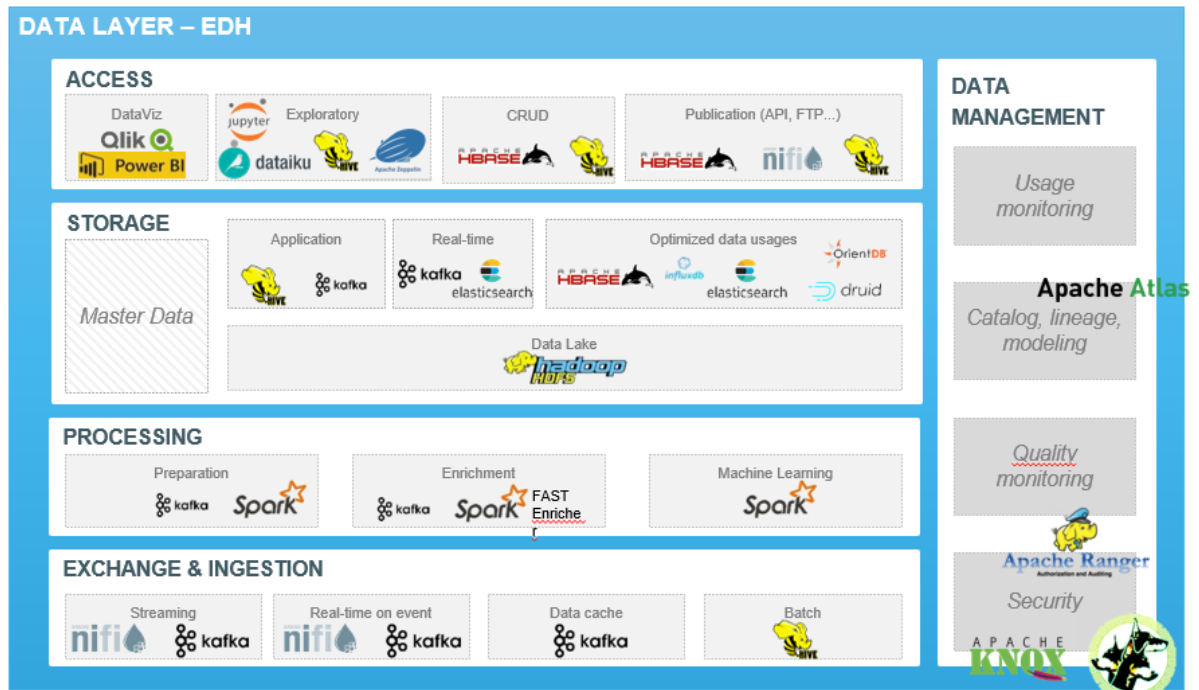 DATA LAYER – EDH
ACCESS
DataViz
Qlik
Power BI
Exploratory
jupyter
dataiku
HIVE
Apache Zeppelin
CRUD
APACHE
HBASE
HIVE
Publication (API, FTP...)
APACHE
HBASE
nifi
HIVE
STORAGE
Master Data
Application
HIVE
kafka
Real-time
kafka
elasticsearch
Optimized data usages
APACHE
HBASE
influxdb
elasticsearch
OrientDB
druid
Data Lake
hadoop
HDFS
PROCESSING
Preparation
kafka
Spark
Enrichment
kafka
Spark
FAST
Enriche
r
Machine Learning
Spark
EXCHANGE & INGESTION
Streaming
nifi
kafka
Real-time on event
nifi
kafka
Data cache
kafka
Batch
HIVE
DATA
MANAGEMENT
Usage
monitoring
Apache Atlas
Catalog, lineage,
modeling
Quality
monitoring
Apache Ranger
Authorization and Auditing
Security
APACHE
KNOX